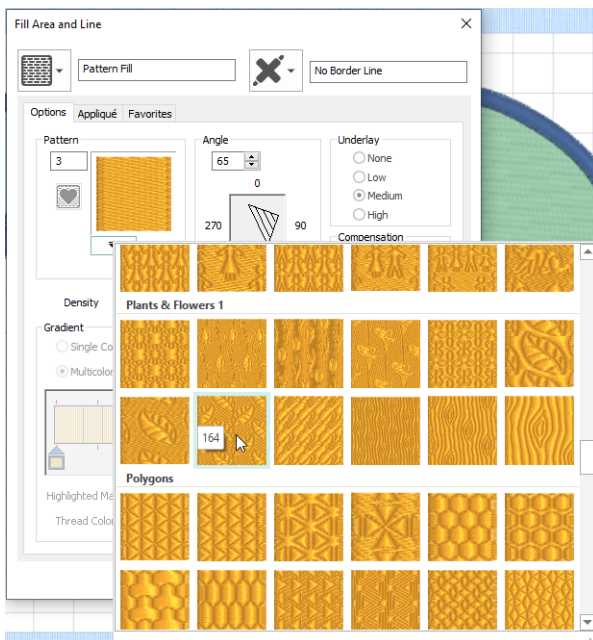 Fill Area and Line
Pattern Fill
No Border Line
Options Appliqué Favorites
Pattern
3
Angle
65
0
270
90
Underlay
None
Low
Medium
High
Compensation
Density
Plants & Flowers 1
Gradient
Single Co
Multicolor
164
Polygons
Highlighted Ma
Thread Color